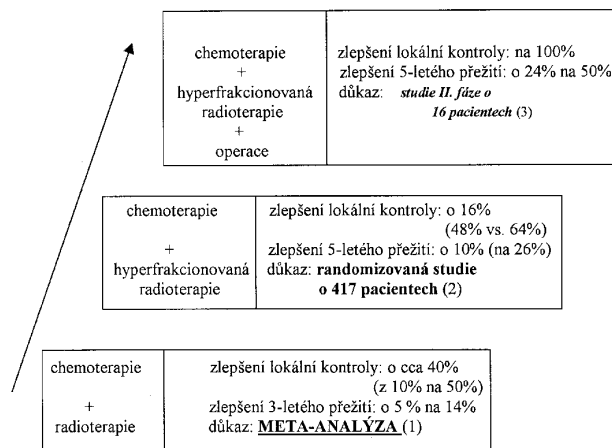 chemoterapie
+
hyperfrakcionovaná
radioterapie
+
operace
zlepšení lokální kontroly: na 100%
zlepšení 5-letého přežití: o 24% na 50%
důkaz: studie II. fáze o
16 pacientech (3)
chemoterapie
+
hyperfrakcionovaná
radioterapie
zlepšení lokální kontroly: o 16%
(48% vs. 64%)
zlepšení 5-letého přežití: o 10% (na 26%)
důkaz: randomizovaná studie
o 417 pacientech (2)
chemoterapie
+
radioterapie
zlepšení lokální kontroly: o cca 40%
(z 10% na 50%)
zlepšení 3-letého přežití: o 5 % na 14%
důkaz: META-ANALÝZA (1)